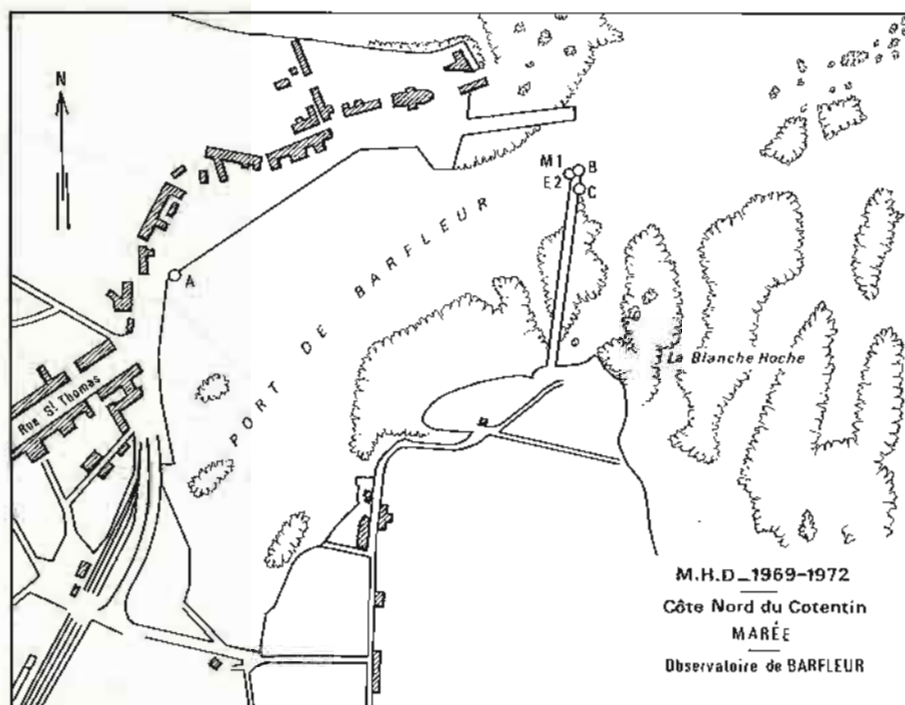 N
M1
B
E2
C
A
PORT DE BARFLEUR
La Blanche Roche
Rue St Thomas
M.H.D_1969-1972
Côte Nord du Cotentin
MARÉE
Observatoire de BARFLEUR